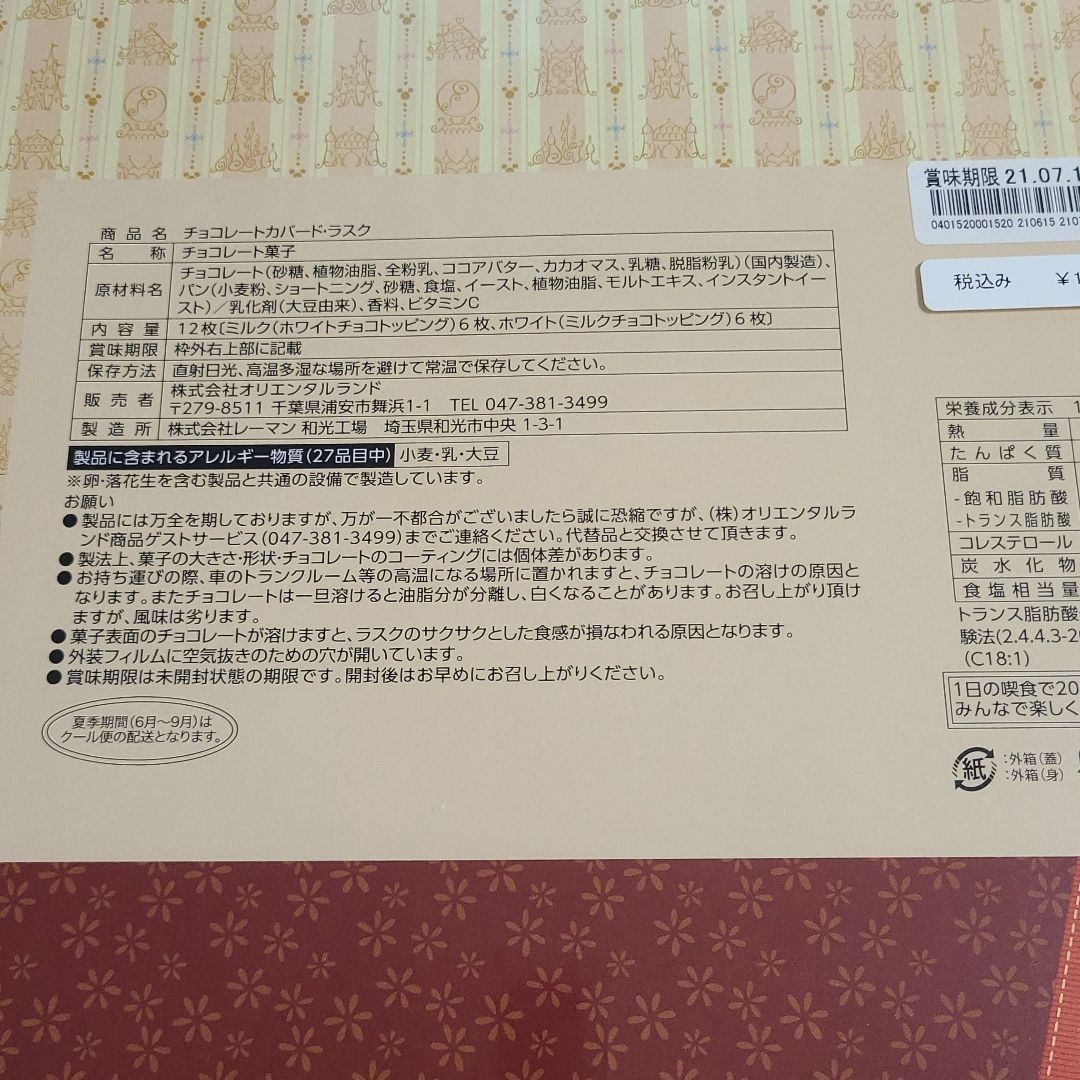 賞味期限 21.07.1
0401520001520 210615 210
税込み ¥1
商品名 チョコレートカバード・ラスク
名称 チョコレート菓子
原材料名 チョコレート(砂糖、植物油脂、全粉乳、ココアバター、カカオマス、乳糖、脱脂粉乳)(国内製造)、
パン(小麦粉、ショートニング、砂糖、食塩、イースト、植物油脂、モルトエキス、インスタントイー
スト)/乳化剤(大豆由来)、香料、ビタミンC
内容量 12枚〔ミルク(ホワイトチョコトッピング)6枚、ホワイト(ミルクチョコトッピング)6枚〕
賞味期限 枠外右上部に記載
保存方法 直射日光、高温多湿な場所を避けて常温で保存してください。
販売者 株式会社オリエンタルランド
〒279-8511 千葉県浦安市舞浜1-1 TEL 047-381-3499
製造所 株式会社レーマン 和光工場 埼玉県和光市中央 1-3-1
製品に含まれるアレルギー物質(27品目中) 小麦・乳・大豆
※卵・落花生を含む製品と共通の設備で製造しています。
お願い
●製品には万全を期しておりますが、万が一不都合がございましたら誠に恐縮ですが、(株)オリエンタルラ
ンド商品ゲストサービス(047-381-3499)までご連絡ください。代替品と交換させて頂きます。
●製法上、菓子の大きさ・形状・チョコレートのコーティングには個体差があります。
●お持ち運びの際、車のトランクルーム等の高温になる場所に置かれますと、チョコレートの溶けの原因と
なります。またチョコレートは一旦溶けると油脂分が分離し、白くなることがあります。お召し上がり頂け
ますが、風味は劣ります。
●菓子表面のチョコレートが溶けますと、ラスクのサクサクとした食感が損なわれる原因となります。
●外装フィルムに空気抜きのための穴が開いています。
●賞味期限は未開封状態の期限です。開封後はお早めにお召し上がりください。
夏季期間(6月〜9月)は
クール便の配送となります。
栄養成分表示 1
熱量
たんぱく質
脂質
-飽和脂肪酸
-トランス脂肪酸
コレステロール
炭水化物
食塩相当量
トランス脂肪酸
験法(2.4.4.3-2
(C18:1)
1日の喫食で20
みんなで楽しく
紙 :外箱(蓋)
:外箱(身)